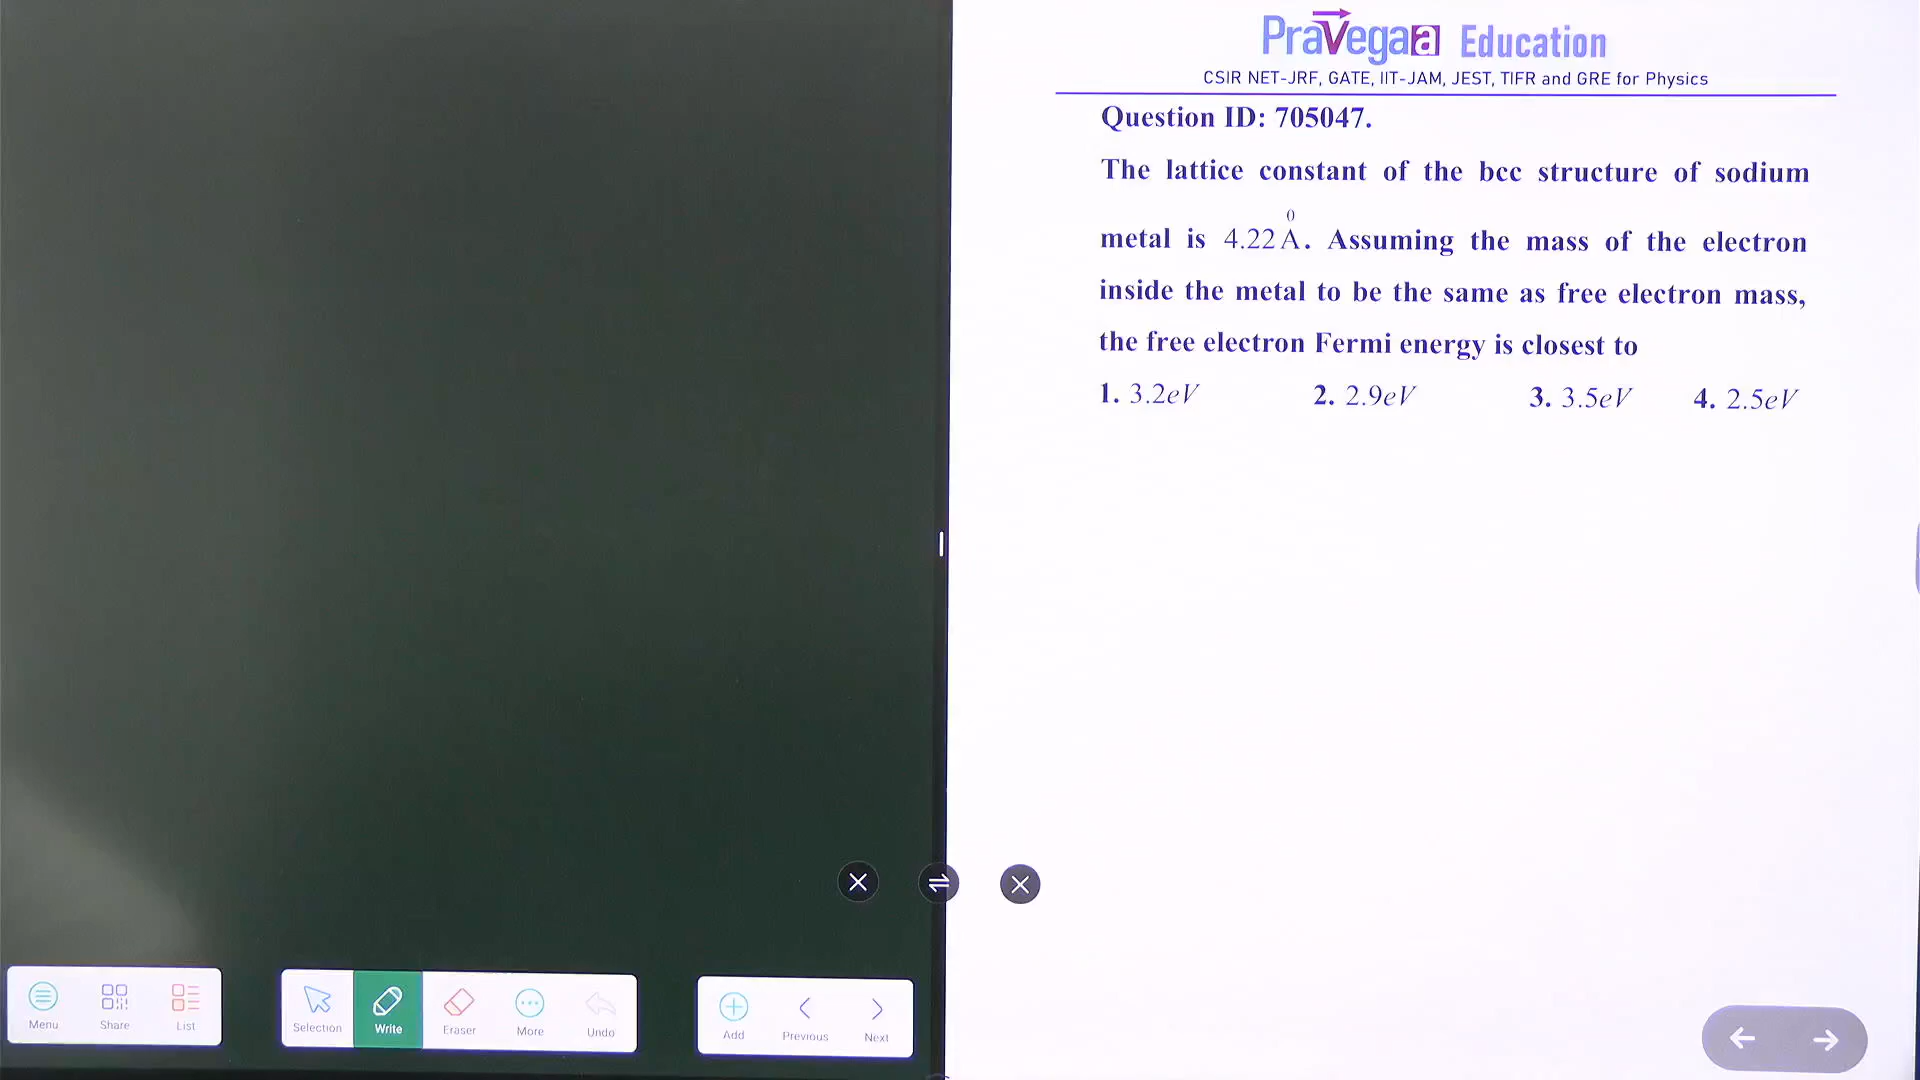 PraVegaa Education
CSIR NET-JRF, GATE, IIT-JAM, JEST, TIFR and GRE for Physics
Question ID: 705047.
The lattice constant of the bcc structure of sodium
metal is 4.22 Å. Assuming the mass of the electron
inside the metal to be the same as free electron mass,
the free electron Fermi energy is closest to
1. 3.2eV 2. 2.9eV 3. 3.5eV 4. 2.5eV
Menu Share List Selection Write Eraser More Undo Add Previous Next